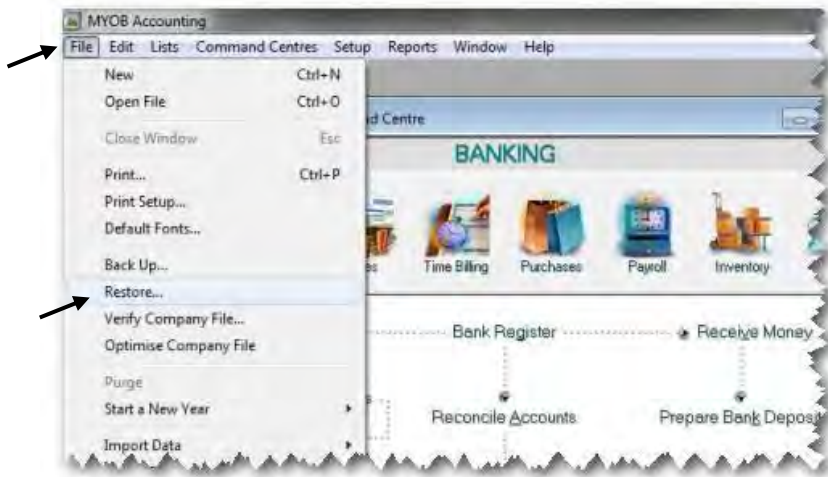 MYOB Accounting
File Edit Lists Command Centres Setup Reports Window Help
New Ctrl+N
Open File Ctrl+O
Close Window Esc
Print... Ctrl+P
Print Setup...
Default Fonts...
Back Up...
Restore...
Verify Company File...
Optimise Company File
Purge
Start a New Year
Import Data
Centre
BANKING
Time Billing Purchases Payroll Inventory
Bank Register Receive Money
Reconcile Accounts Prepare Bank Deposit